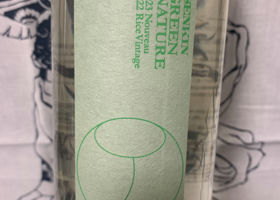 SENKIN
GREEN
NATURE
23 Nouveau
22 Rice Vintage